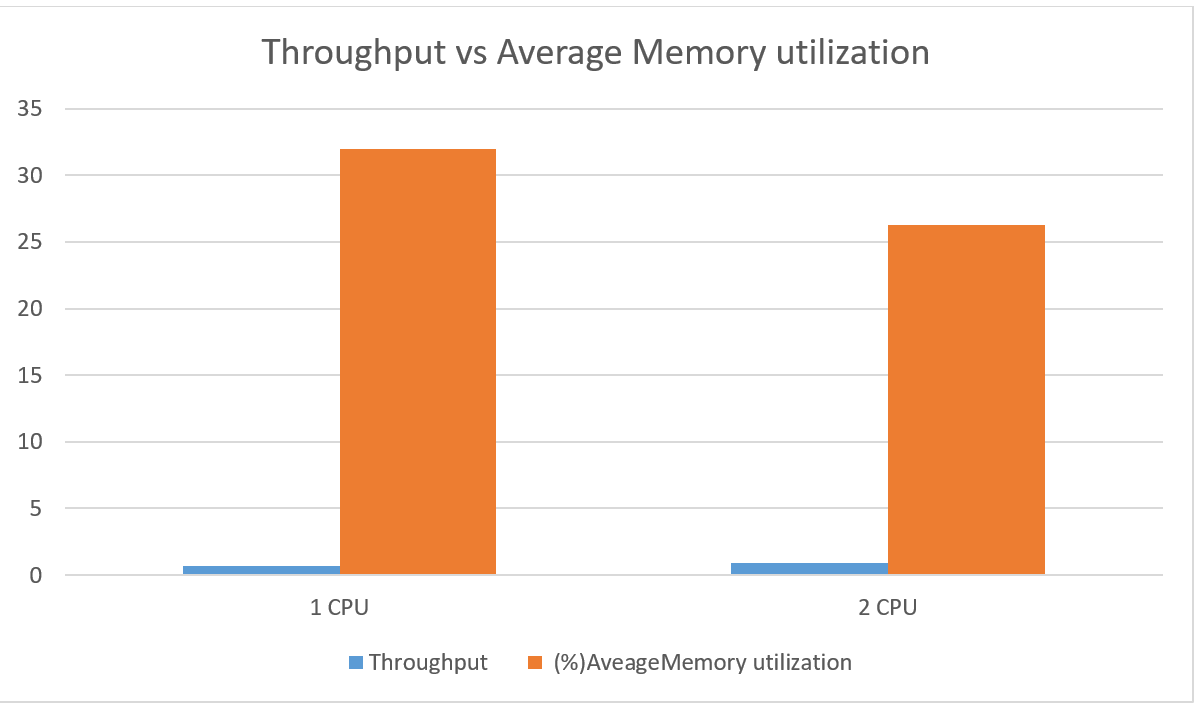 Throughput vs Average Memory utilization
35
30
25
20
15
10
5
0
1 CPU
2 CPU
Throughput
(%)AveageMemory utilization